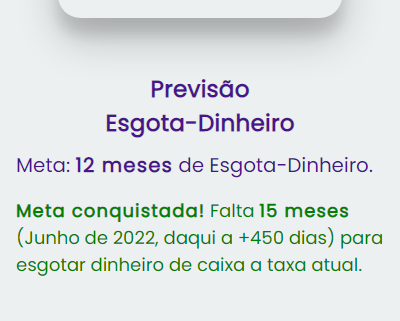 Previsão
Esgota-Dinheiro
Meta: 12 meses de Esgota-Dinheiro.
Meta conquistada! Falta 15 meses
(Junho de 2022, daqui a +450 dias) para
esgotar dinheiro de caixa a taxa atual.